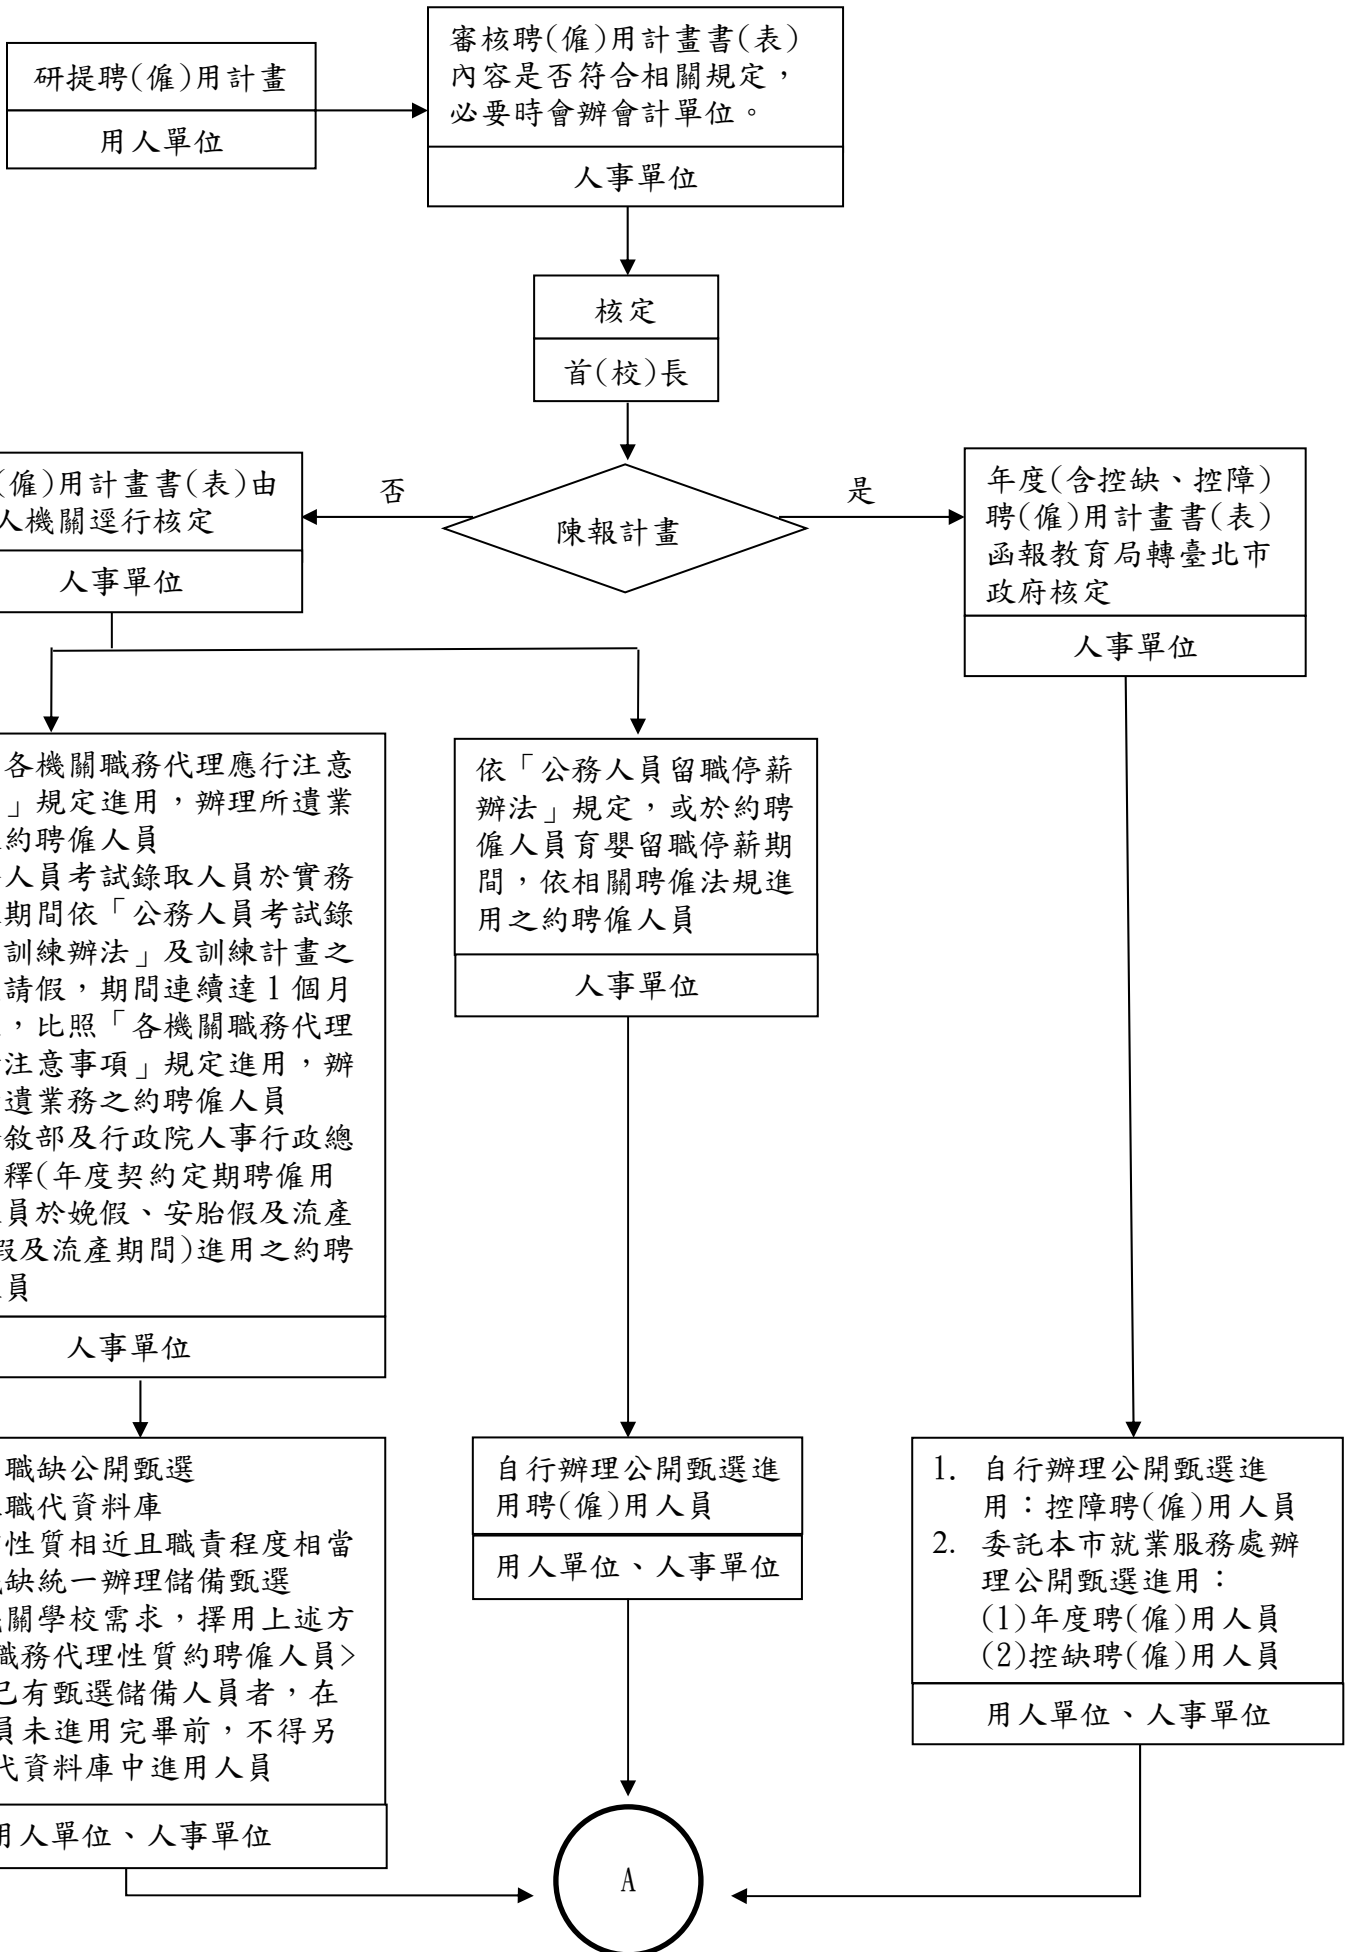 研提聘(僱)用計畫
用人單位
審核聘(僱)用計畫書(表)
內容是否符合相關規定，
必要時會辦會計單位。
人事單位
核定
首(校)長
陳報計畫
否
是
(僱)用計畫書(表)由
人機關逕行核定
人事單位
年度(含控缺、控障)
聘(僱)用計畫書(表)
函報教育局轉臺北市
政府核定
人事單位
各機關職務代理應行注意
」規定進用，辦理所遺業
約聘僱人員
人員考試錄取人員於實務
期間依「公務人員考試錄
訓練辦法」及訓練計畫之
請假，期間連續達1個月
，比照「各機關職務代理
注意事項」規定進用，辦
遺業務之約聘僱人員
敘部及行政院人事行政總
釋(年度契約定期聘僱用
員於娩假、安胎假及流產
假及流產期間)進用之約聘
員
人事單位
依「公務人員留職停薪
辦法」規定，或於約聘
僱人員育嬰留職停薪期
間，依相關聘僱法規進
用之約聘僱人員
人事單位
職缺公開甄選
職代資料庫
性質相近且職責程度相當
缺統一辦理儲備甄選
關學校需求，擇用上述方
職務代理性質約聘僱人員>
已有甄選儲備人員者，在
員未進用完畢前，不得另
代資料庫中進用人員
用人單位、人事單位
自行辦理公開甄選進
用聘(僱)用人員
用人單位、人事單位
1. 自行辦理公開甄選進
用：控障聘(僱)用人員
2. 委託本市就業服務處辦
理公開甄選進用：
(1)年度聘(僱)用人員
(2)控缺聘(僱)用人員
用人單位、人事單位
A